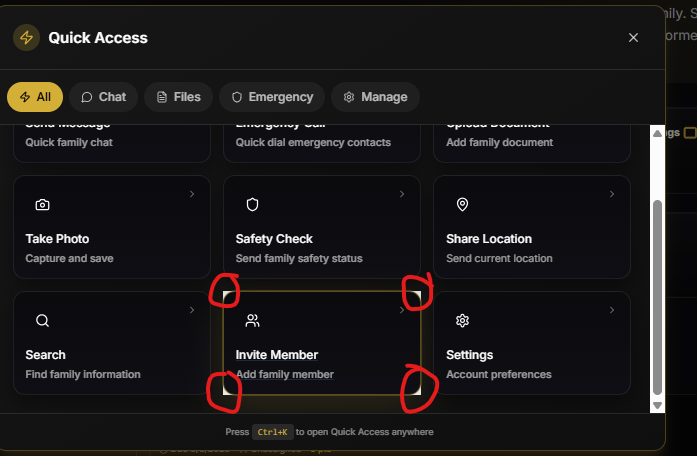 Quick Access
All
Chat
Files
Emergency
Manage
Send Message
Emergency Call
Upload Document
Quick family chat
Quick dial emergency contacts
Add family document
Take Photo
Capture and save
Safety Check
Send family safety status
Share Location
Send current location
Search
Find family information
Invite Member
Add family member
Settings
Account preferences
Press Ctrl+K to open Quick Access anywhere